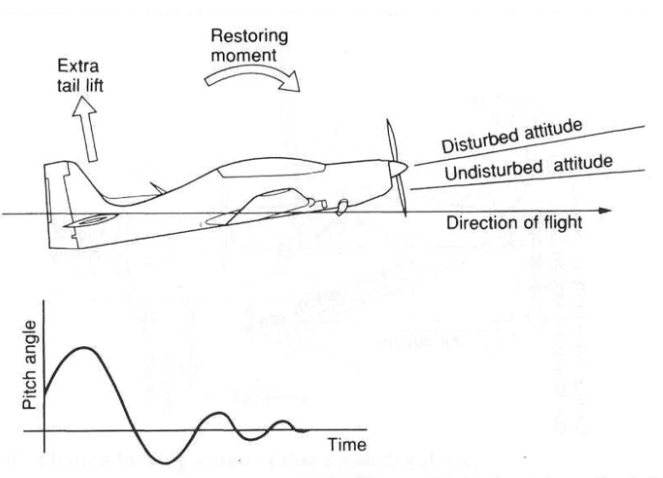 Restoring
moment
Extra
tail lift
Disturbed attitude
Undisturbed attitude
Direction of flight
Pitch angle
Time